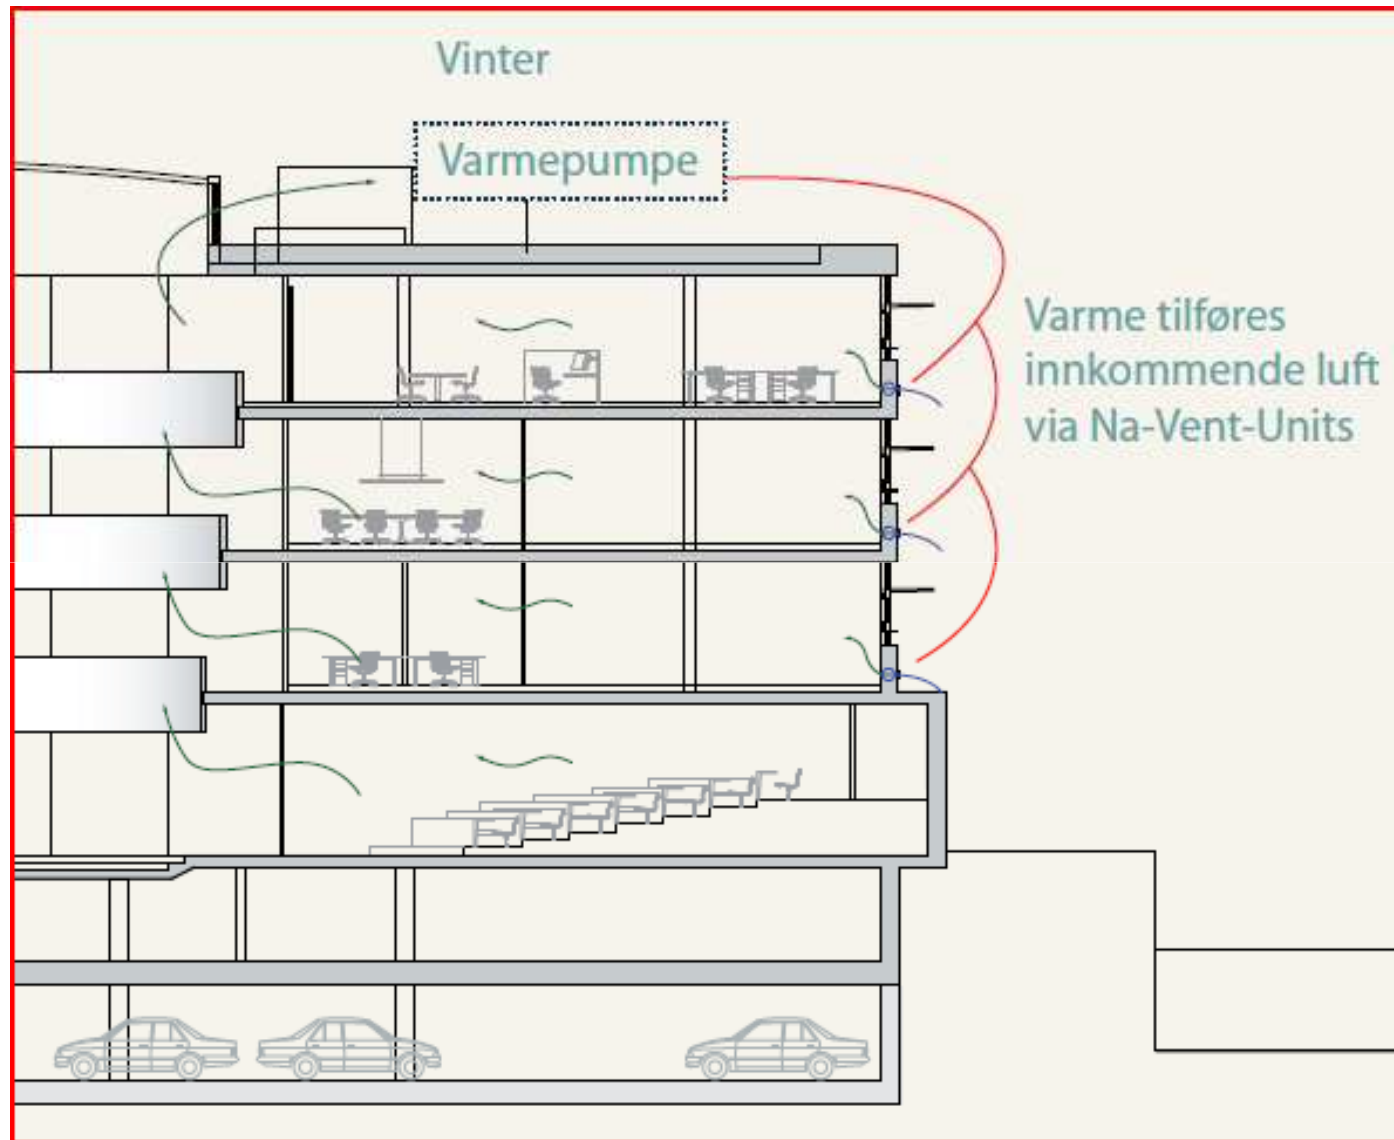 Vinter
Varmepumpe
Varme tilføres
innkommende luft
via Na-Vent-Units